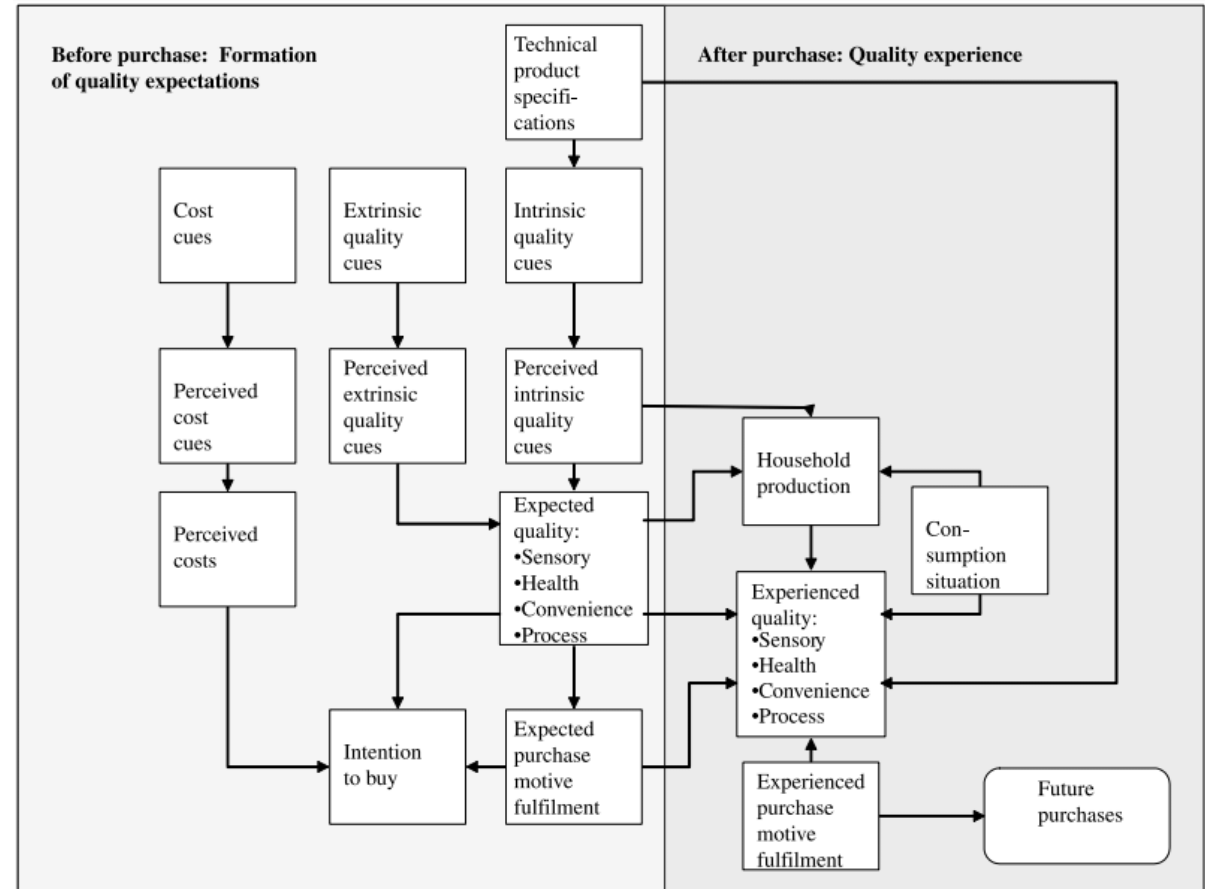 Before purchase: Formation
of quality expectations
Technical
product
specifi-
cations
After purchase: Quality experience
Cost
cues
Extrinsic
quality
cues
Intrinsic
quality
cues
Perceived
cost
cues
Perceived
extrinsic
quality
cues
Perceived
intrinsic
quality
cues
Household
production
Perceived
costs
Expected
quality:
•Sensory
•Health
•Convenience
•Process
Con-
sumption
situation
Experienced
quality:
•Sensory
•Health
•Convenience
•Process
Intention
to buy
Expected
purchase
motive
fulfilment
Experienced
purchase
motive
fulfilment
Future
purchases